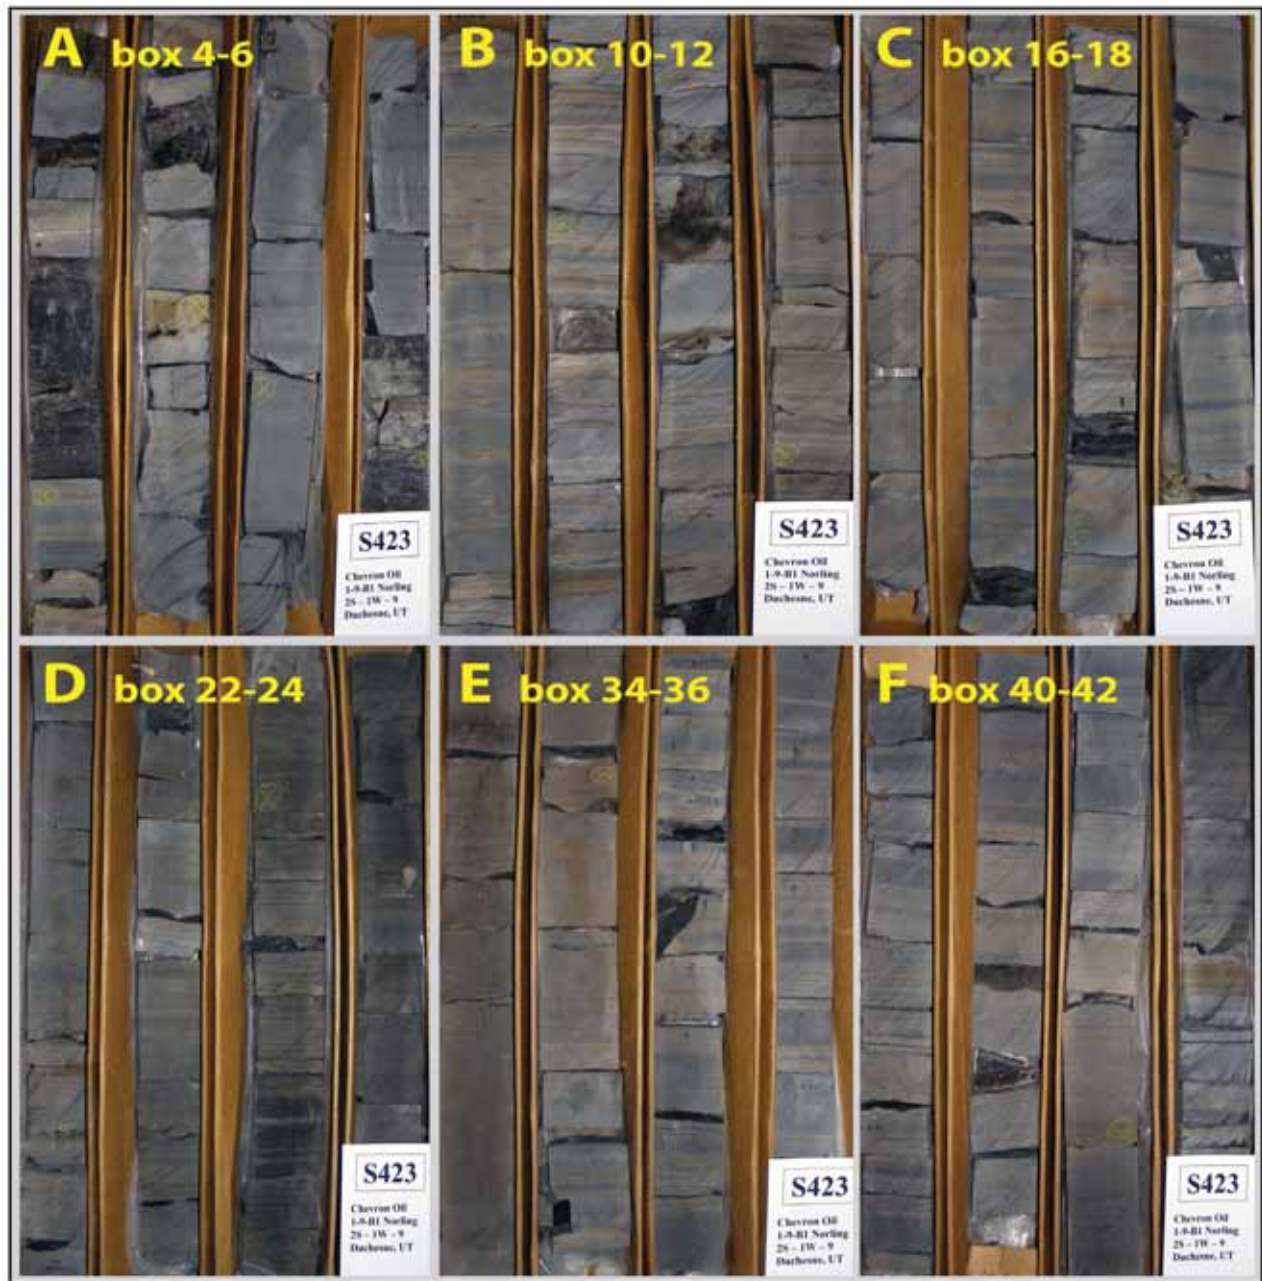 A box 4-6
B box 10-12
C box 16-18
S423
Chevron Oil
1-9-B1 Norling
2S – 1W – 9
Duchesne, UT
S423
Chevron Oil
1-9-B1 Norling
2S – 1W – 9
Duchesne, UT
S423
Chevron Oil
1-9-B1 Norling
2S – 1W – 9
Duchesne, UT
D box 22-24
E box 34-36
F box 40-42
S423
Chevron Oil
1-9-B1 Norling
2S – 1W – 9
Duchesne, UT
S423
Chevron Oil
1-9-B1 Norling
2S – 1W – 9
Duchesne, UT
S423
Chevron Oil
1-9-B1 Norling
2S – 1W – 9
Duchesne, UT